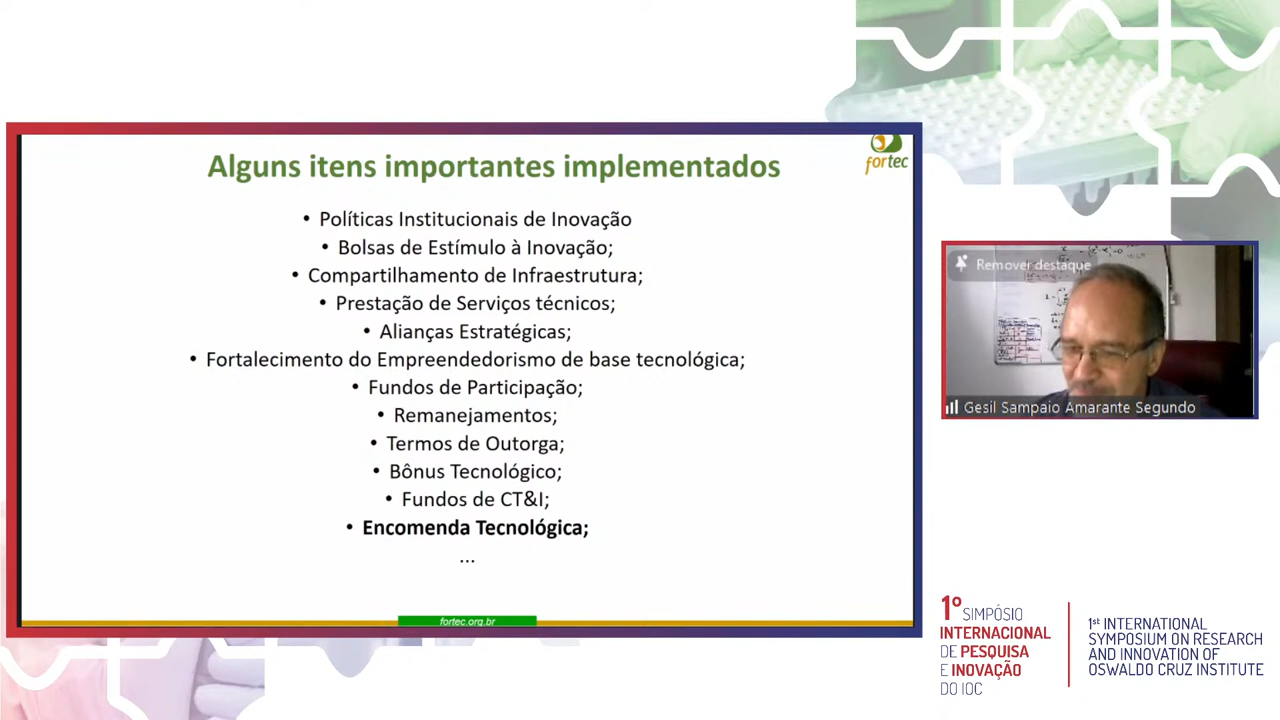 Alguns itens importantes implementados
fortec
• Políticas Institucionais de Inovação
• Bolsas de Estímulo à Inovação;
• Compartilhamento de Infraestrutura;
• Prestação de Serviços técnicos;
• Alianças Estratégicas;
• Fortalecimento do Empreendedorismo de base tecnológica;
• Fundos de Participação;
• Remanejamentos;
• Termos de Outorga;
• Bônus Tecnológico;
• Fundos de CT&I;
• Encomenda Tecnológica;
...
fortec.org.br
Remover destaque
Gesil Sampaio Amarante Segundo
1º SIMPÓSIO
INTERNACIONAL
DE PESQUISA
E INOVAÇÃO
DO IOC
1st INTERNATIONAL
SYMPOSIUM ON RESEARCH
AND INNOVATION OF
OSWALDO CRUZ INSTITUTE